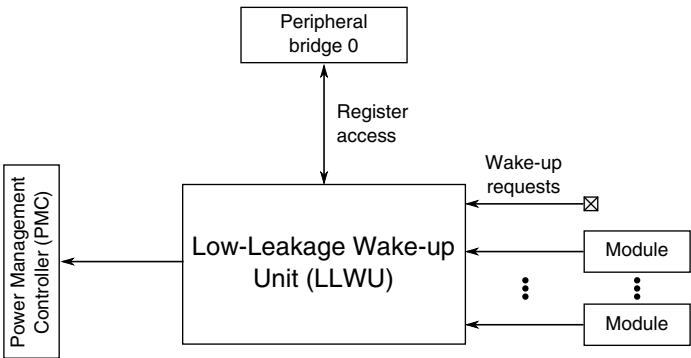 Peripheral
bridge 0
Register
access
Wake-up
requests
Power Management
Controller (PMC)
Low-Leakage Wake-up
Unit (LLWU)
Module
Module